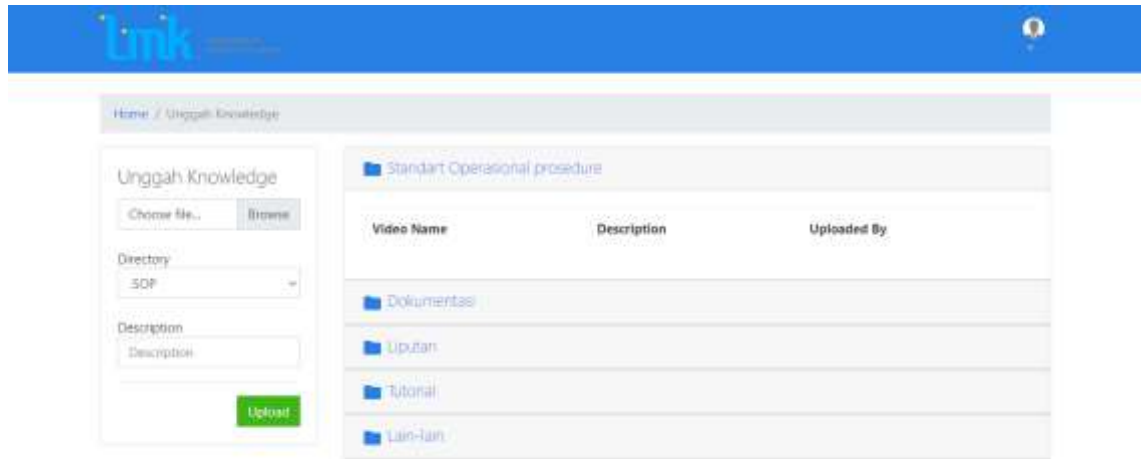 lmk
Home / Unggah Knowledge
Unggah Knowledge
Choose file... Browse
Directory
SOP
Description
Description
Upload
Standart Operasional prosedure
Video Name Description Uploaded By
Dokumentasi
Liputan
Tutorial
Lain-lain